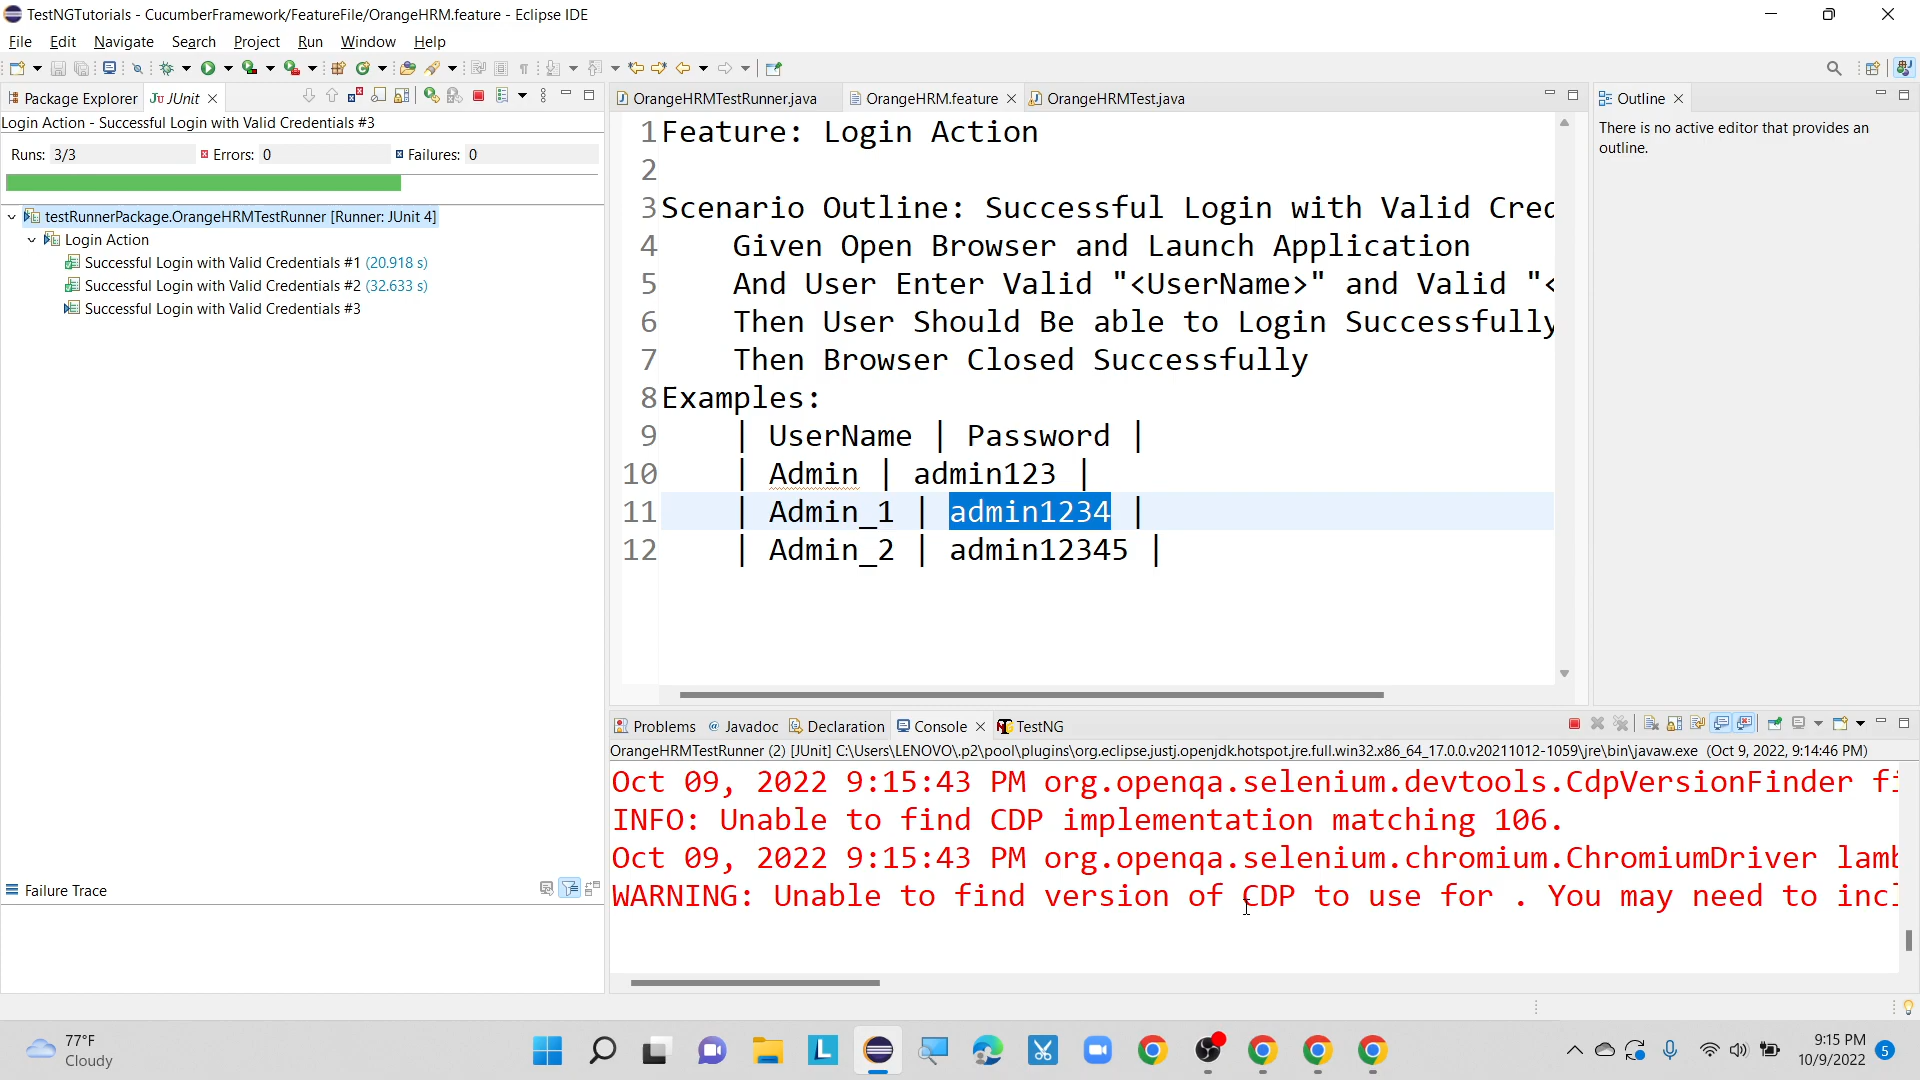 TestNGTutorials - CucumberFramework/FeatureFile/OrangeHRM.feature - Eclipse IDE
File Edit Navigate Search Project Run Window Help
Package Explorer JUnit
OrangeHRMTestRunner.java OrangeHRM.feature OrangeHRMTest.java
Outline
Login Action - Successful Login with Valid Credentials #3
Runs: 3/3 Errors: 0 Failures: 0
testRunnerPackage.OrangeHRMTestRunner [Runner: JUnit 4]
Login Action
Successful Login with Valid Credentials #1 (20.918 s)
Successful Login with Valid Credentials #2 (32.633 s)
Successful Login with Valid Credentials #3
Failure Trace
1 Feature: Login Action
2
3 Scenario Outline: Successful Login with Valid Cred
4 Given Open Browser and Launch Application
5 And User Enter Valid "<UserName>" and Valid "<
6 Then User Should Be able to Login Successfully
7 Then Browser Closed Successfully
8 Examples:
9 | UserName | Password |
10 | Admin | admin123 |
11 | Admin_1 | admin1234 |
12 | Admin_2 | admin12345 |
There is no active editor that provides an
outline.
Problems @ Javadoc Declaration Console TestNG
OrangeHRMTestRunner (2) [JUnit] C:\Users\LENOVO\.p2\pool\plugins\org.eclipse.justj.openjdk.hotspot.jre.full.win32.x86_64_17.0.0.v20211012-1059\jre\bin\javaw.exe (Oct 9, 2022, 9:14:46 PM)
Oct 09, 2022 9:15:43 PM org.openqa.selenium.devtools.CdpVersionFinder fi
INFO: Unable to find CDP implementation matching 106.
Oct 09, 2022 9:15:43 PM org.openqa.selenium.chromium.ChromiumDriver lamb
WARNING: Unable to find version of CDP to use for . You may need to incl
77°F
Cloudy
L
9:15 PM
10/9/2022
5